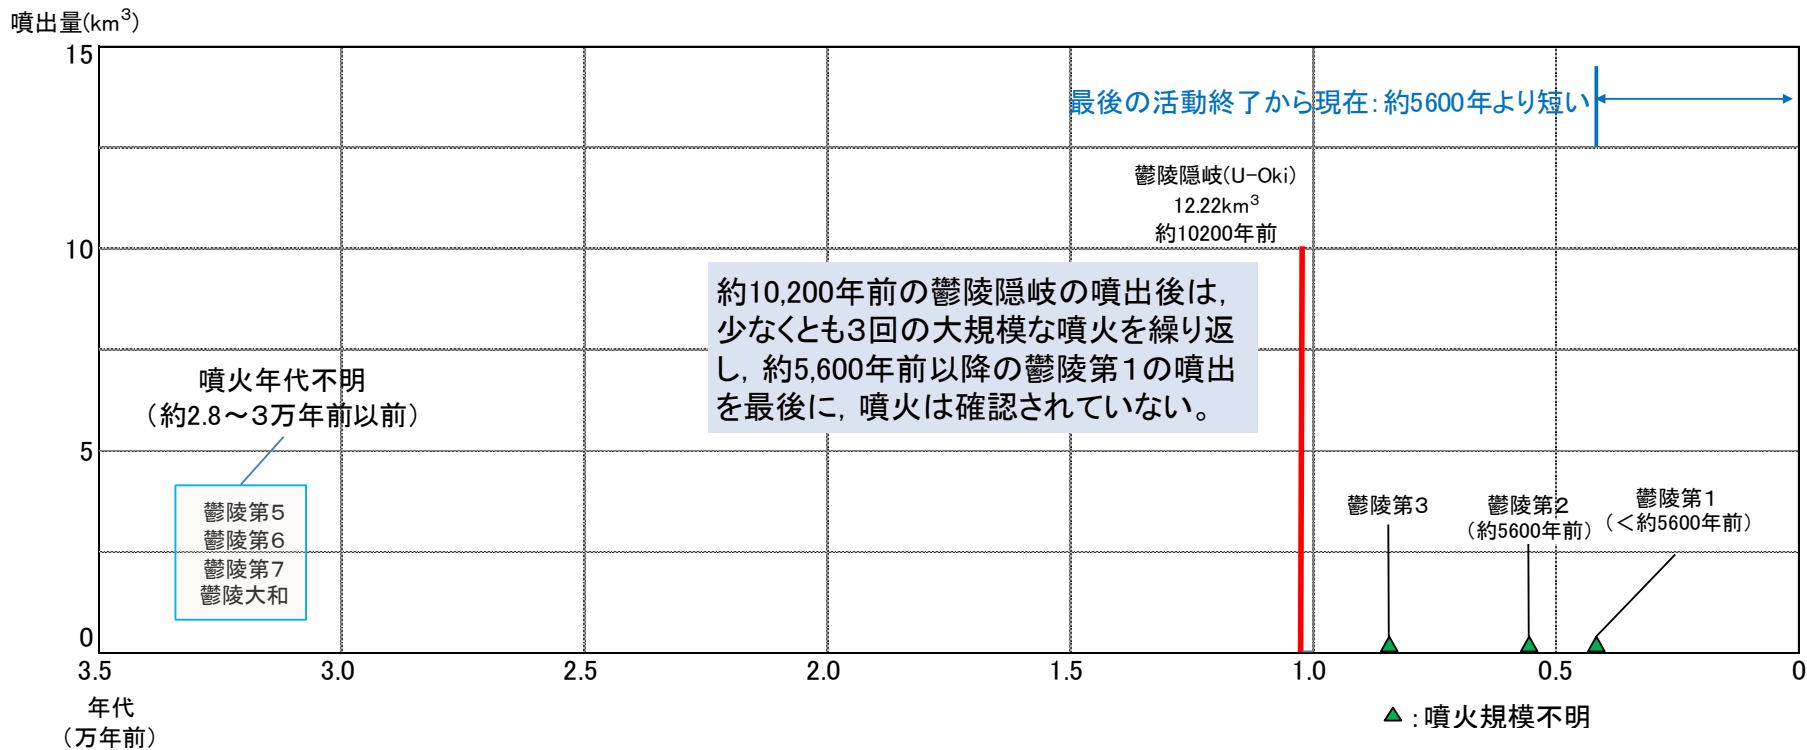 噴出量(km³)
15
10
5
0
最後の活動終了から現在：約5600年より短い
鬱陵隠岐(U-Oki)
12.22km³
約10200年前
約10,200年前の鬱陵隠岐の噴出後は，
少なくとも３回の大規模な噴火を繰り返
し，約5,600年前以降の鬱陵第１の噴出
を最後に，噴火は確認されていない。
噴火年代不明
（約2.8～３万年前以前）
鬱陵第５
鬱陵第６
鬱陵第７
鬱陵大和
鬱陵第３
鬱陵第２
（約5600年前）
鬱陵第１
（＜約5600年前）
3.5
3.0
2.5
2.0
1.5
1.0
0.5
0
年代
（万年前）
▲：噴火規模不明